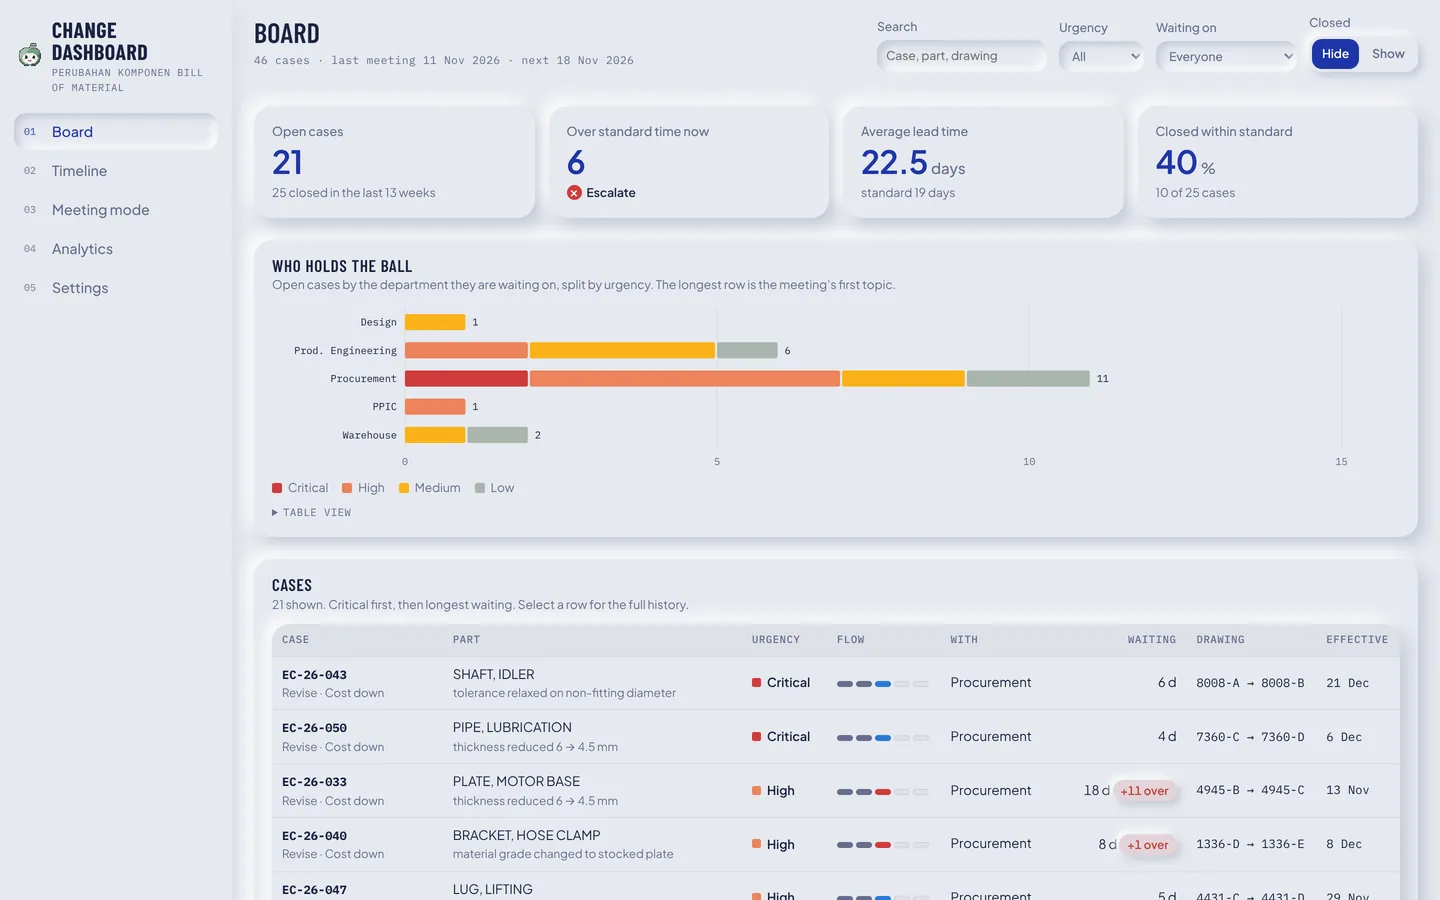 CHANGE
DASHBOARD
PERUBAHAN KOMPONEN BILL
OF MATERIAL
01 Board
02 Timeline
03 Meeting mode
04 Analytics
05 Settings
BOARD
46 cases · last meeting 11 Nov 2026 · next 18 Nov 2026
Search
Case, part, drawing
Urgency
All
Waiting on
Everyone
Closed
Hide Show
Open cases
21
25 closed in the last 13 weeks
Over standard time now
6
Escalate
Average lead time
22.5 days
standard 19 days
Closed within standard
40 %
10 of 25 cases
WHO HOLDS THE BALL
Open cases by the department they are waiting on, split by urgency. The longest row is the meeting's first topic.
Design 1
Prod. Engineering 6
Procurement 11
PPIC 1
Warehouse 2
0 5 10 15
Critical High Medium Low
▶ TABLE VIEW
CASES
21 shown. Critical first, then longest waiting. Select a row for the full history.
CASE PART URGENCY FLOW WITH WAITING DRAWING EFFECTIVE
EC-26-043 SHAFT, IDLER Critical Procurement 6 d 8008-A → 8008-B 21 Dec
Revise · Cost down tolerance relaxed on non-fitting diameter
EC-26-050 PIPE, LUBRICATION Critical Procurement 4 d 7360-C → 7360-D 6 Dec
Revise · Cost down thickness reduced 6 → 4.5 mm
EC-26-033 PLATE, MOTOR BASE High Procurement 18 d +11 over 4945-B → 4945-C 13 Nov
Revise · Cost down thickness reduced 6 → 4.5 mm
EC-26-040 BRACKET, HOSE CLAMP High Procurement 8 d +1 over 1336-D → 1336-E 8 Dec
Revise · Cost down material grade changed to stocked plate
EC-26-047 LUG, LIFTING High Procurement 5 d 4431-C → 4431-D 29 Nov